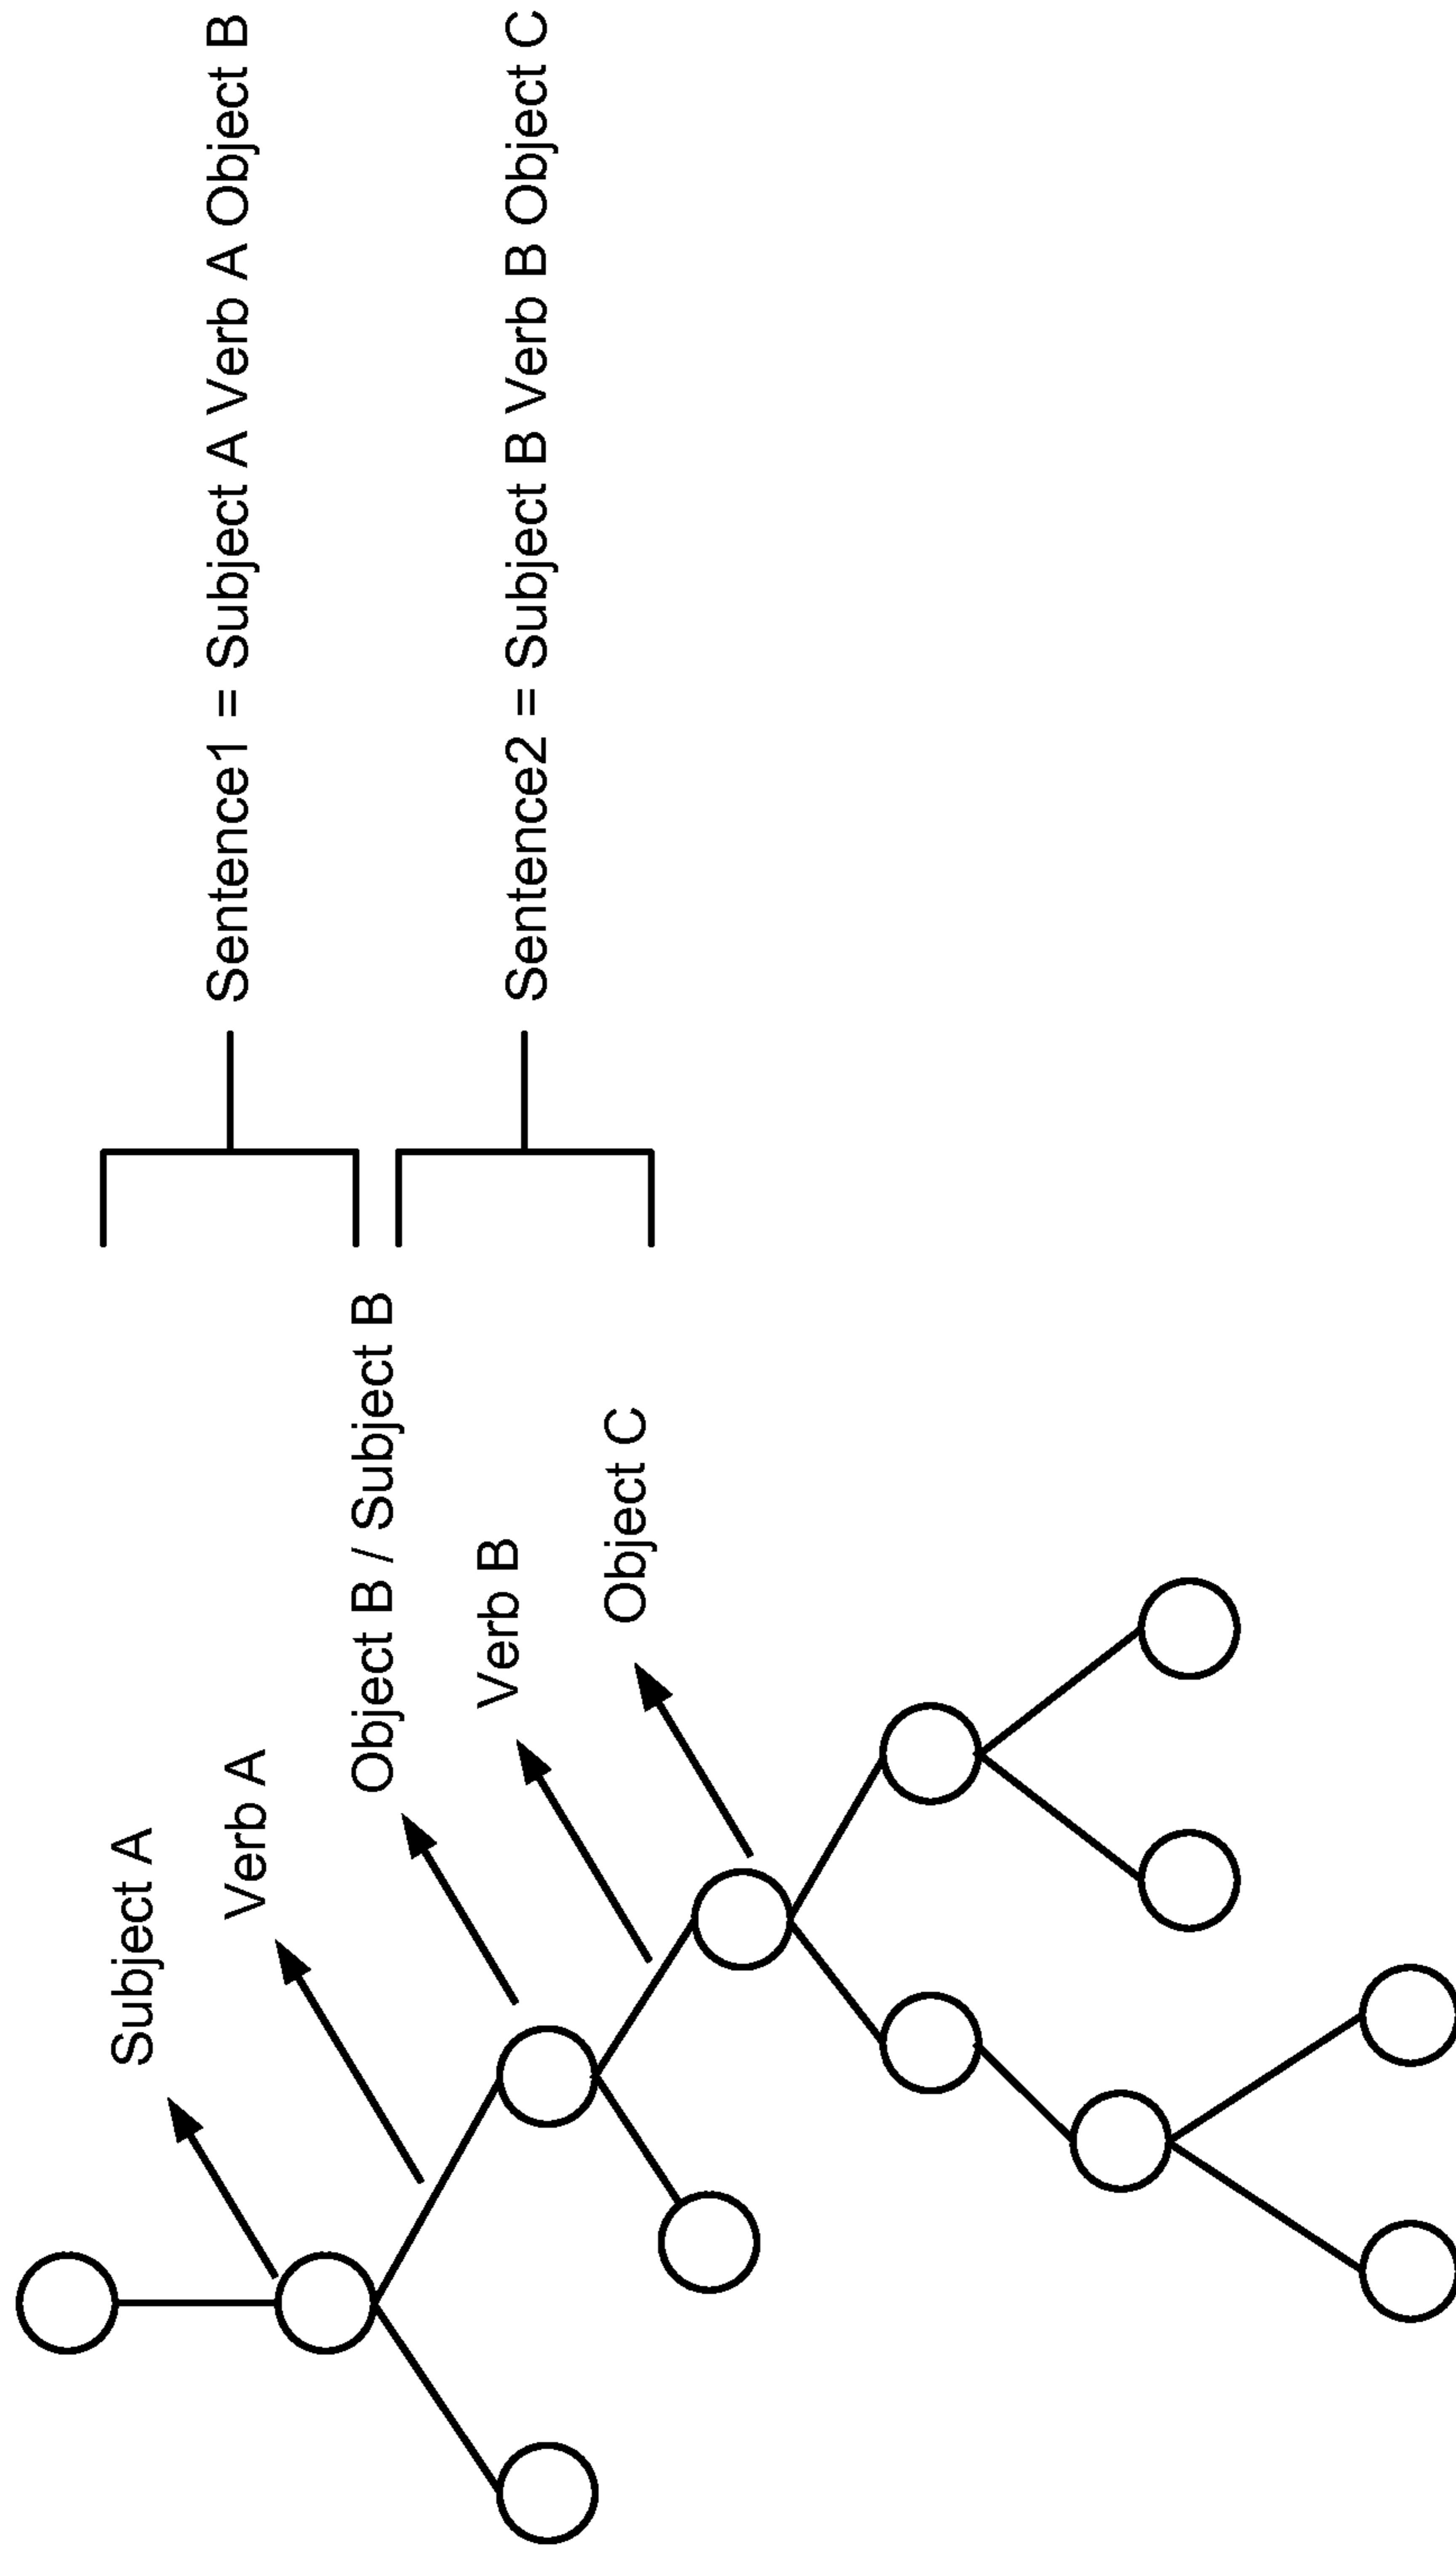 Subject A
Verb A
Object B / Subject B
Verb B
Object C
Sentence1 = Subject A Verb A Object B
Sentence2 = Subject B Verb B Object C